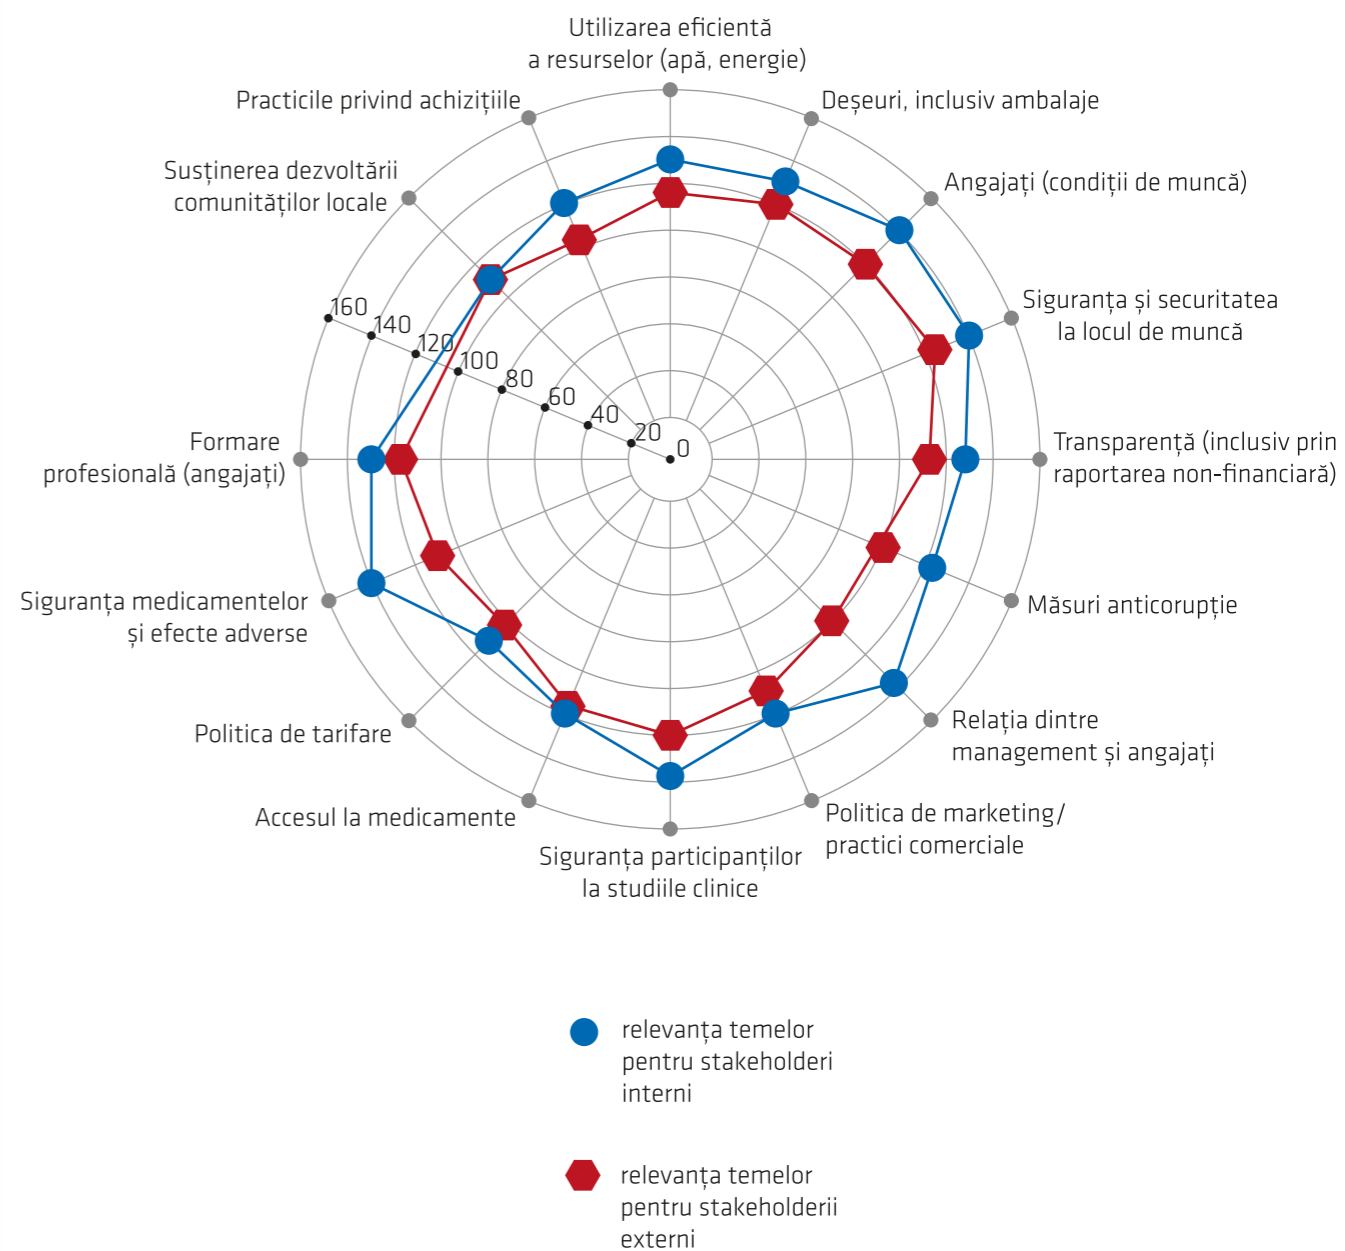 Utilizarea eficientă
a resurselor (apă, energie)
Practicile privind achizițiile
Deșeuri, inclusiv ambalaje
Susținerea dezvoltării
comunităților locale
Angajați (condiții de muncă)
Siguranța și securitatea
la locul de muncă
160
140
120
100
80
60
40
20
0
Formare
profesională (angajați)
Transparență (inclusiv prin
raportarea non-financiară)
Siguranța medicamentelor
și efecte adverse
Măsuri anticorupție
Politica de tarifare
Relația dintre
management și angajați
Accesul la medicamente
Politica de marketing/
practici comerciale
Siguranța participanților
la studiile clinice
relevanța temelor
pentru stakeholderi
interni
relevanța temelor
pentru stakeholderii
externi